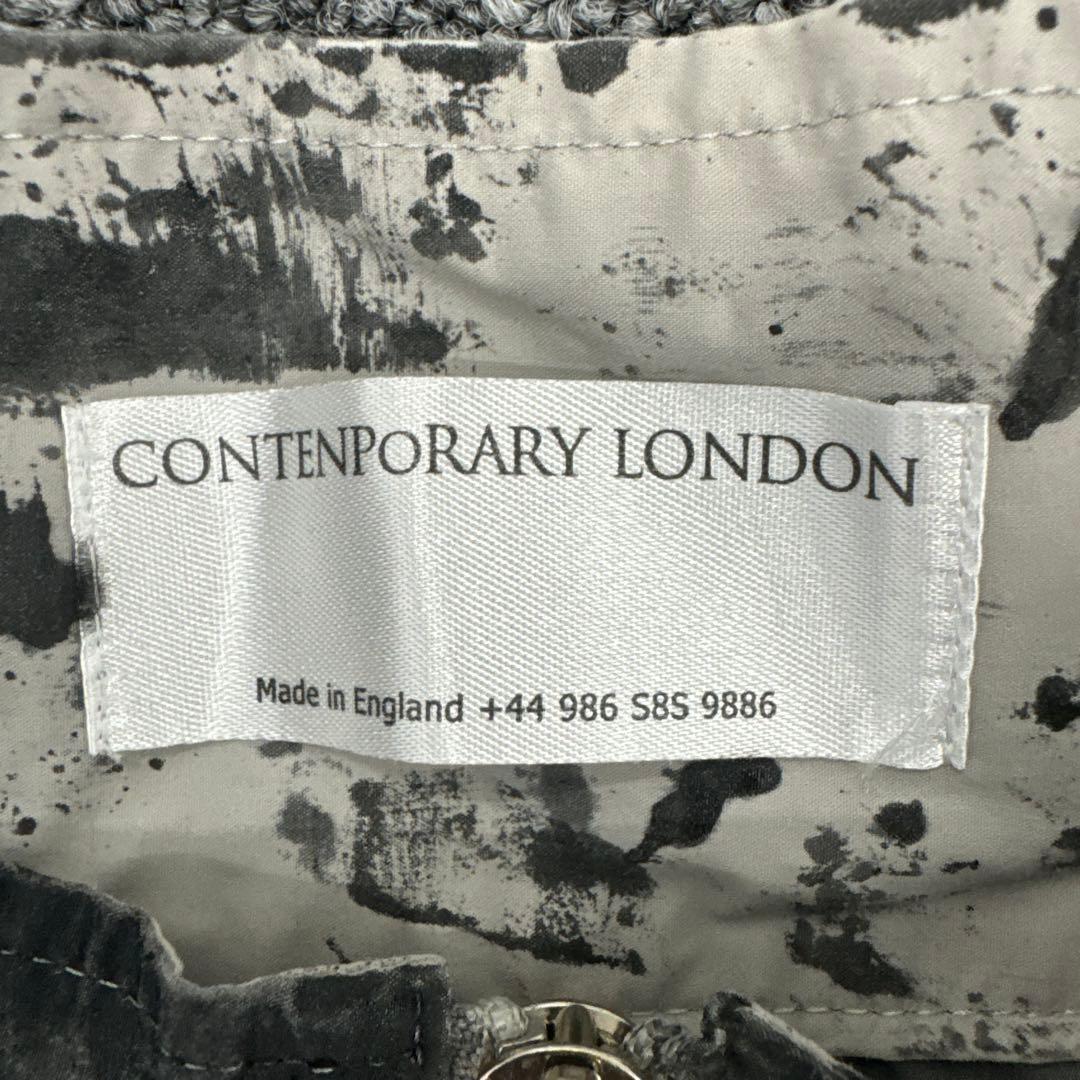 CONTENPORARY LONDON
Made in England +44 986 S8S 9886